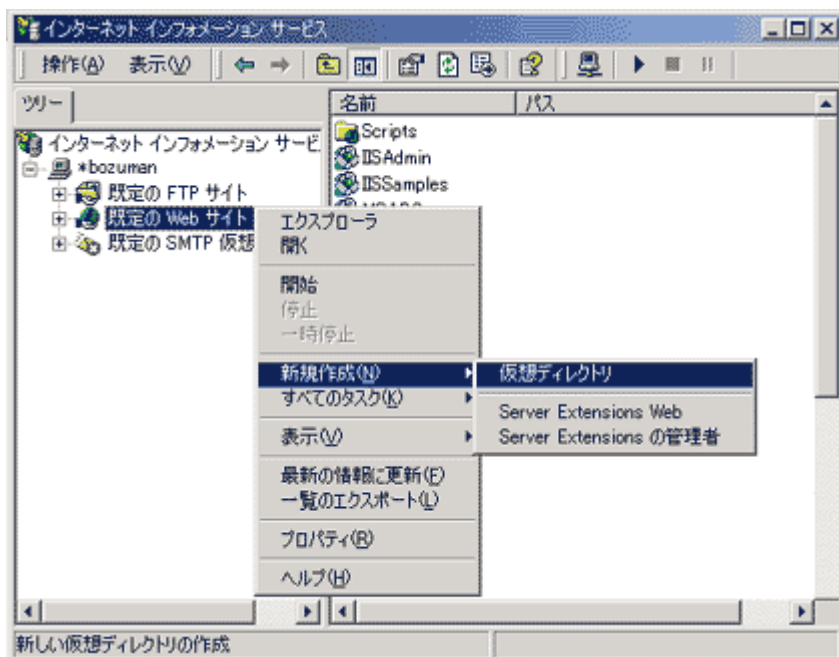 インターネット インフォメーション サービス
操作(A) 表示(V)
ツリー
名前 パス
インターネット インフォメーション サービ
*bozuman
既定の FTP サイト
既定の Web サイト
既定の SMTP 仮想
Scripts
IISAdmin
IISSamples
エクスプローラ
開く
開始
停止
一時停止
新規作成(N)
すべてのタスク(K)
表示(V)
最新の情報に更新(F)
一覧のエクスポート(L)
プロパティ(R)
ヘルプ(H)
仮想ディレクトリ
Server Extensions Web
Server Extensions の管理者
新しい仮想ディレクトリの作成